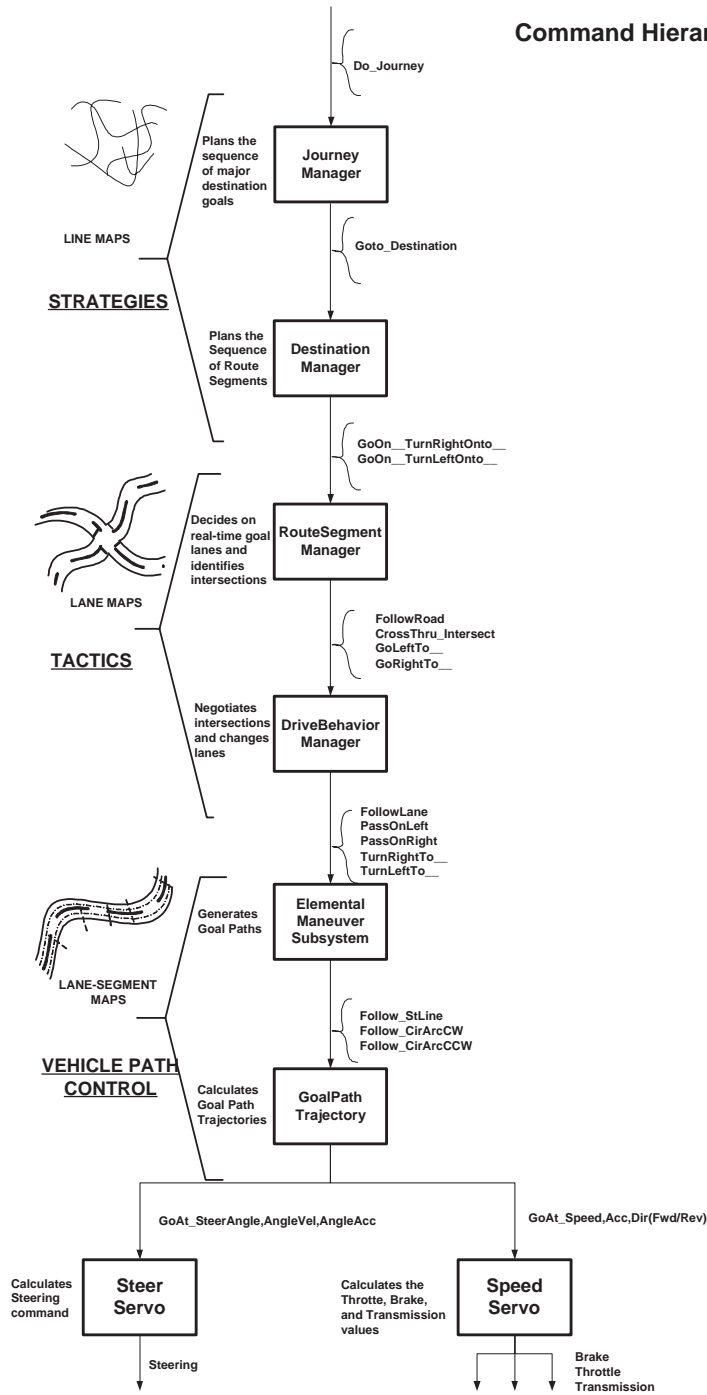 Command Hierar
Do_Journey
Plans the
sequence
of major
destination
goals
Journey
Manager
LINE MAPS
Goto_Destination
STRATEGIES
Plans the
Sequence
of Route
Segments
Destination
Manager
GoOn__TurnRightOnto__
GoOn__TurnLeftOnto__
Decides on
real-time goal
lanes and
identifies
intersections
RouteSegment
Manager
LANE MAPS
FollowRoad
CrossThru_Intersect
GoLeftTo__
GoRightTo__
TACTICS
Negotiates
intersections
and changes
lanes
DriveBehavior
Manager
FollowLane
PassOnLeft
PassOnRight
TurnRightTo__
TurnLeftTo__
Generates
Goal Paths
Elemental
Maneuver
Subsystem
LANE-SEGMENT
MAPS
Follow_StLine
Follow_CirArcCW
Follow_CirArcCCW
VEHICLE PATH
CONTROL
Calculates
Goal Path
Trajectories
GoalPath
Trajectory
GoAt_SteerAngle,AngleVel,AngleAcc
GoAt_Speed,Acc,Dir(Fwd/Rev)
Calculates
Steering
command
Steer
Servo
Calculates the
Throtte, Brake,
and Transmission
values
Speed
Servo
Steering
Brake
Throttle
Transmission